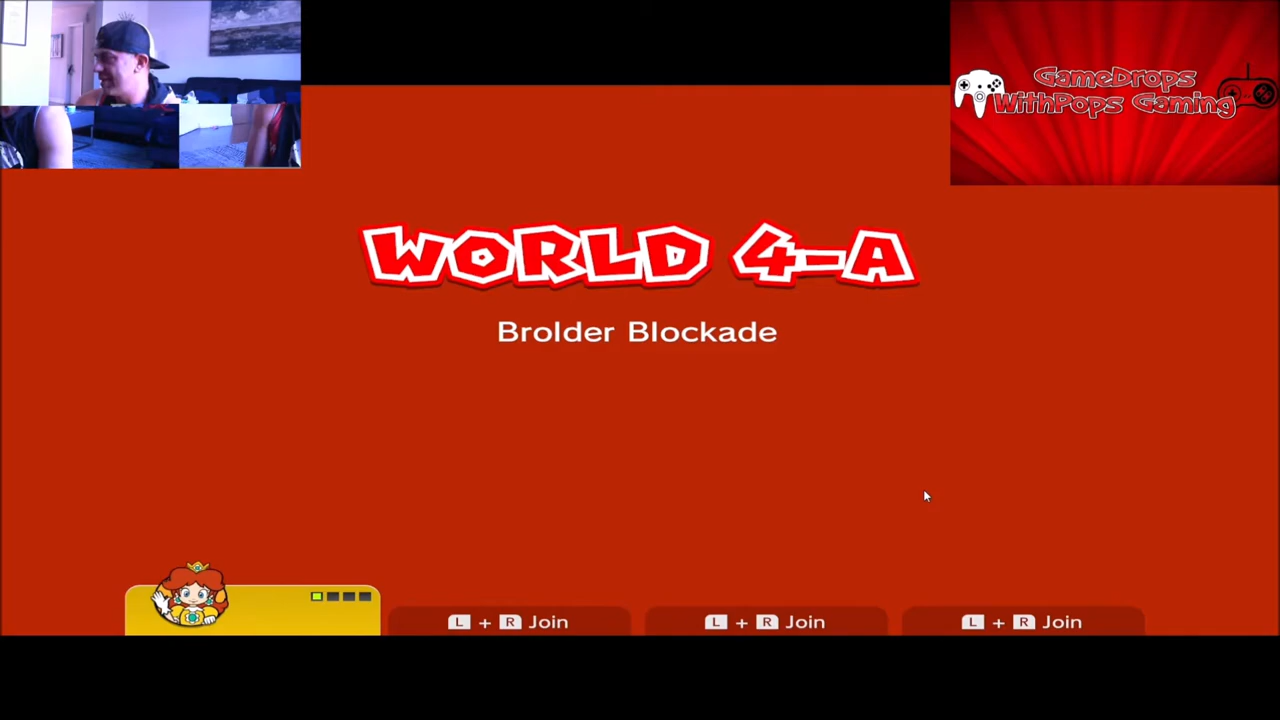 GameDrops
WithPops Gaming
WORLD 4-A
Brolder Blockade
L + R Join
L + R Join
L + R Join